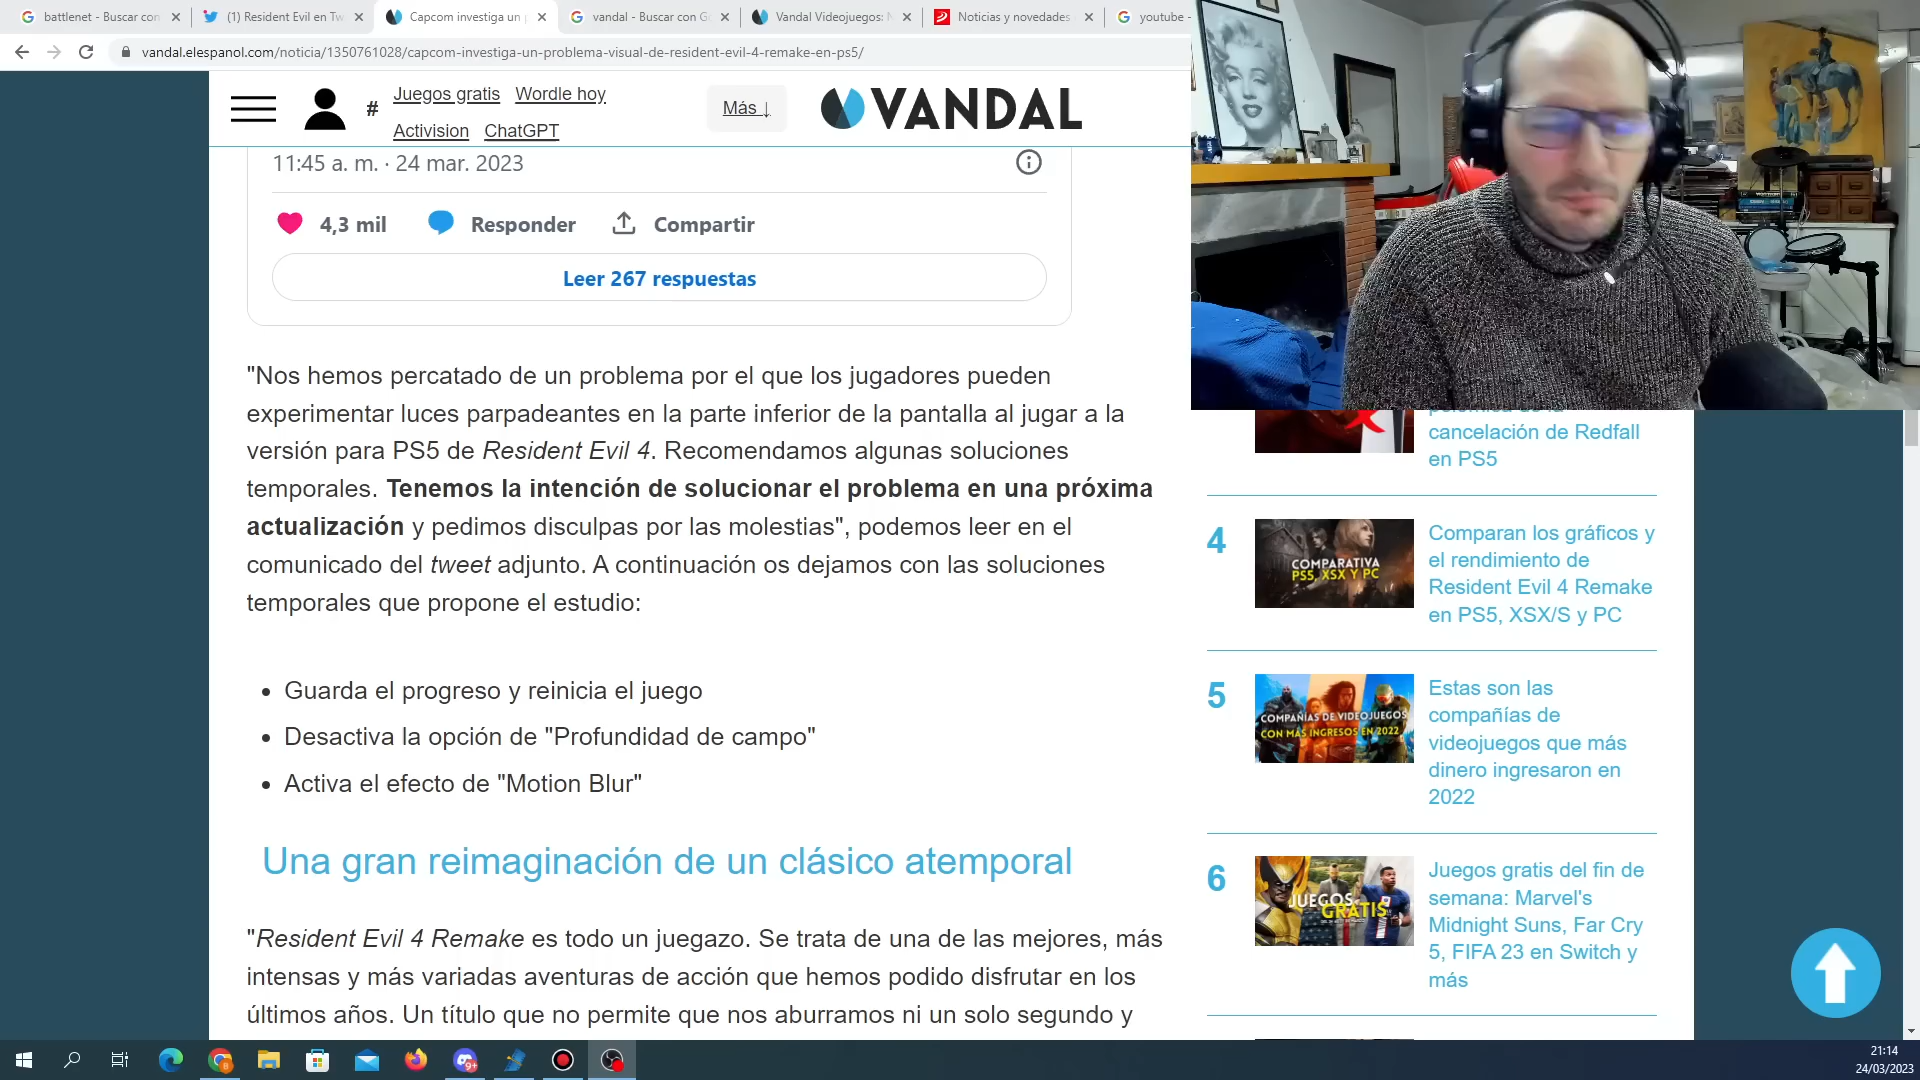 battlenet - Buscar con
(1) Resident Evil en Tw
Capcom investiga un
vandal - Buscar con G
Vandal Videojuegos: N
Noticias y novedades
youtube -
vandal.elespanol.com/noticia/1350761028/capcom-investiga-un-problema-visual-de-resident-evil-4-remake-en-ps5/
# Juegos gratis Wordle hoy
Activision ChatGPT
Más ↓
VANDAL
11:45 a. m. · 24 mar. 2023
4,3 mil Responder Compartir
Leer 267 respuestas
"Nos hemos percatado de un problema por el que los jugadores pueden
experimentar luces parpadeantes en la parte inferior de la pantalla al jugar a la
versión para PS5 de Resident Evil 4. Recomendamos algunas soluciones
temporales. Tenemos la intención de solucionar el problema en una próxima
actualización y pedimos disculpas por las molestias", podemos leer en el
comunicado del tweet adjunto. A continuación os dejamos con las soluciones
temporales que propone el estudio:
• Guarda el progreso y reinicia el juego
• Desactiva la opción de "Profundidad de campo"
• Activa el efecto de "Motion Blur"
Una gran reimaginación de un clásico atemporal
"Resident Evil 4 Remake es todo un juegazo. Se trata de una de las mejores, más
intensas y más variadas aventuras de acción que hemos podido disfrutar en los
últimos años. Un título que no permite que nos aburramos ni un solo segundo y
cancelación de Redfall
en PS5
4
COMPARATIVA
PS5, XSX Y PC
Comparan los gráficos y
el rendimiento de
Resident Evil 4 Remake
en PS5, XSX/S y PC
5
COMPAÑÍAS DE VIDEOJUEGOS
CON MÁS INGRESOS EN 2022
Estas son las
compañías de
videojuegos que más
dinero ingresaron en
2022
6
JUEGOS
GRATIS
Juegos gratis del fin de
semana: Marvel's
Midnight Suns, Far Cry
5, FIFA 23 en Switch y
más
9+
21:14
24/03/2023